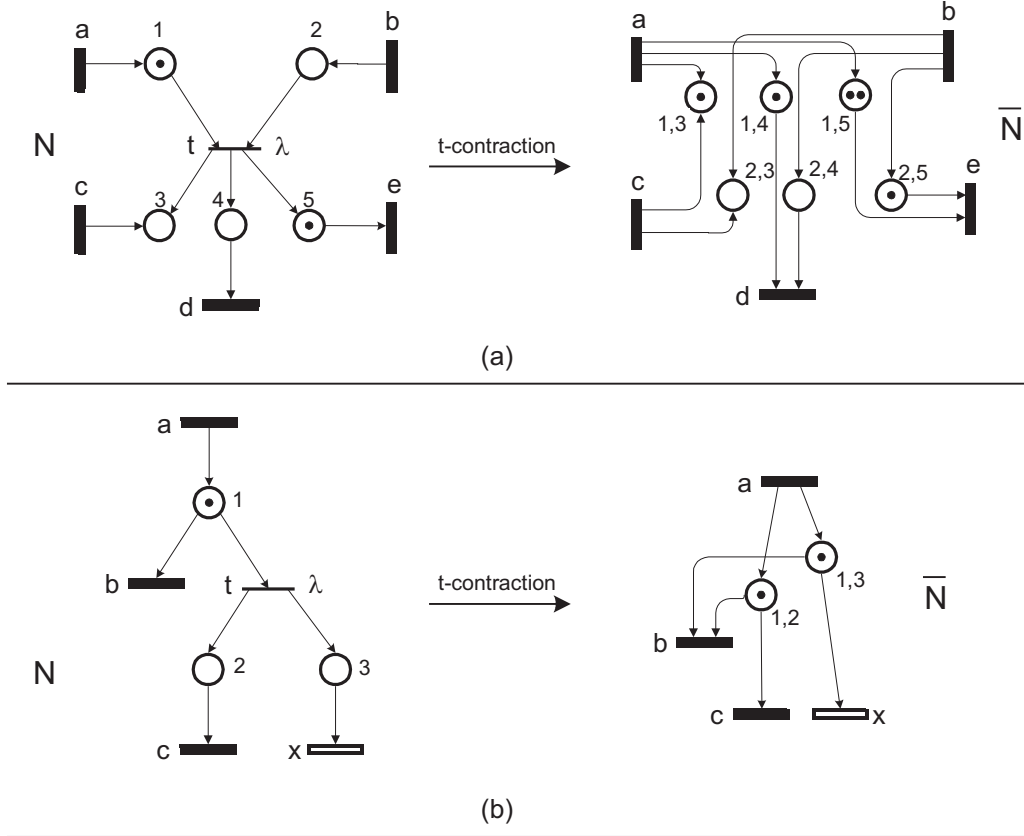 a 1 2 b a b
N t λ t-contraction 1,3 1,4 1,5 N̅
c 3 4 5 e c 2,3 2,4 2,5 e
d d
(a)
a
1 a
b t λ t-contraction 1,3 N̅
1,2
N 2 3 b
c x c x
(b)